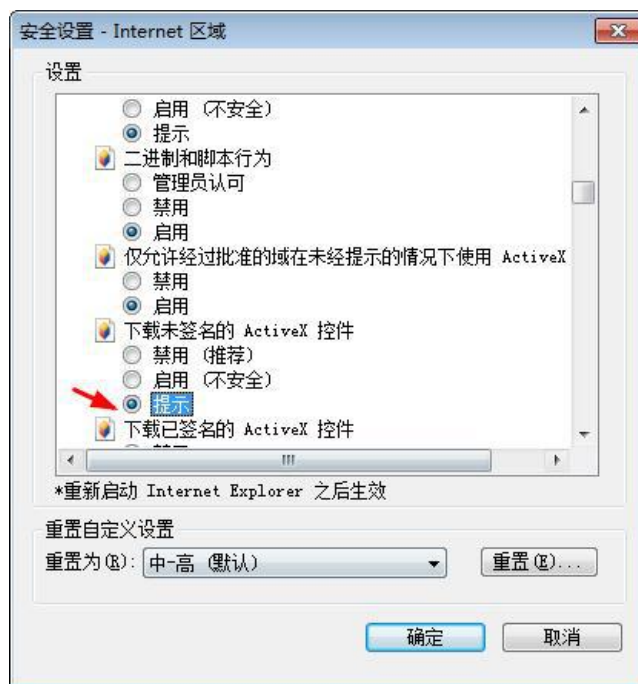 安全设置 - Internet 区域
设置
启用 (不安全)
提示
二进制和脚本行为
管理员认可
禁用
启用
仅允许经过批准的域在未经提示的情况下使用 ActiveX
禁用
启用
下载未签名的 ActiveX 控件
禁用 (推荐)
启用 (不安全)
提示
下载已签名的 ActiveX 控件
*重新启动 Internet Explorer 之后生效
重置自定义设置
重置为(R): 中-高 (默认) 重置(E)...
确定 取消